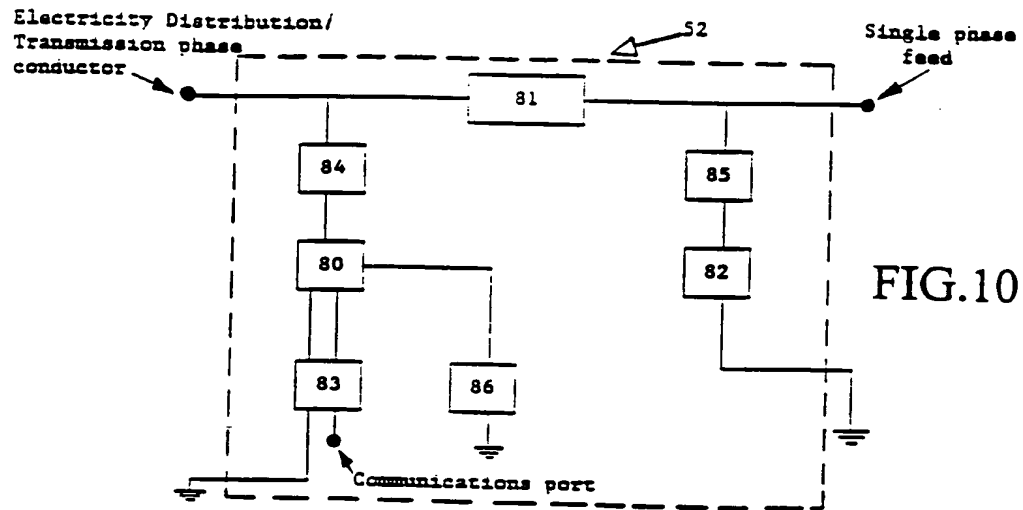 Electricity Distribution/
Transmission phase
conductor
52
Single phase
feed
81
84
85
80
82
FIG.10
83
86
Communications port